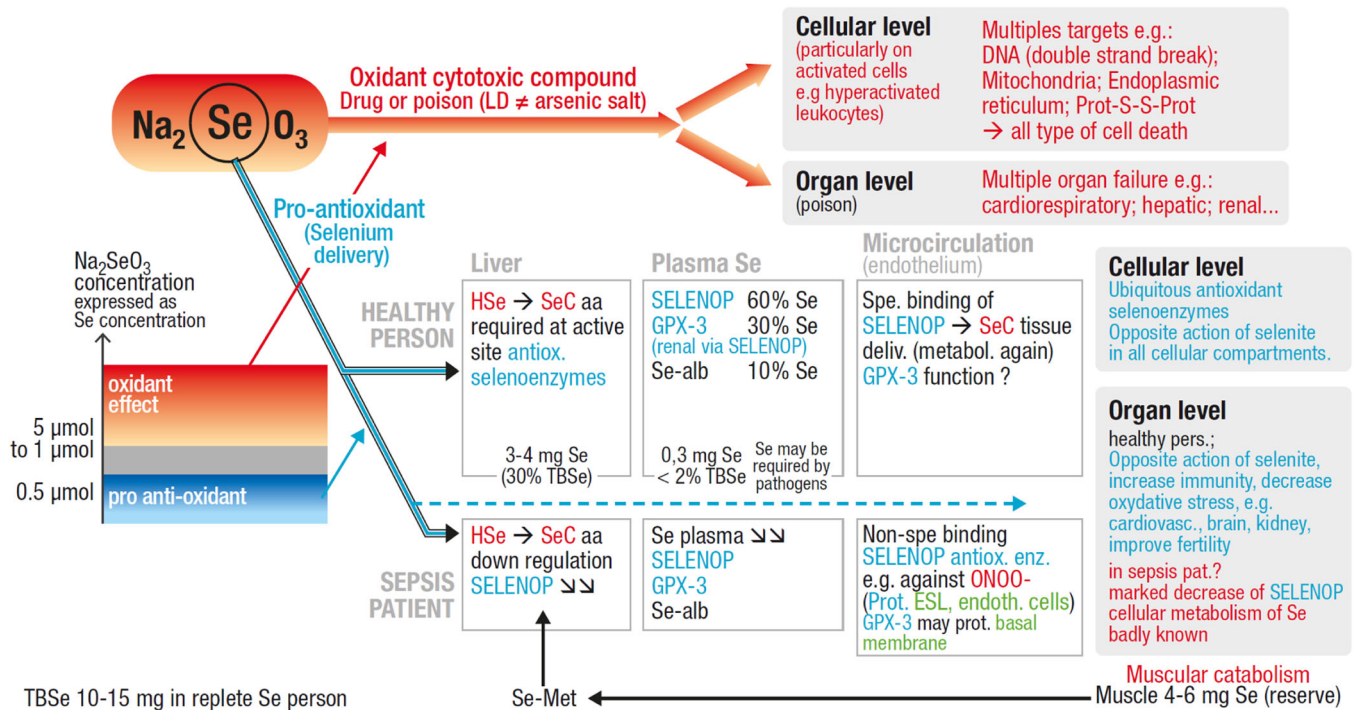 Na2 Se O3
Oxidant cytotoxic compound
Drug or poison (LD ≠ arsenic salt)
Cellular level
(particularly on
activated cells
e.g hyperactivated
leukocytes)
Multiples targets e.g.:
DNA (double strand break);
Mitochondria; Endoplasmic
reticulum; Prot-S-S-Prot
→ all type of cell death
Organ level
(poison)
Multiple organ failure e.g.:
cardiorespiratory; hepatic; renal...
Pro-antioxidant
(Selenium
delivery)
Na2SeO3
concentration
expressed as
Se concentration
oxidant
effect
5 µmol
to 1 µmol
0.5 µmol
pro anti-oxidant
HEALTHY
PERSON
Liver
HSe → SeC aa
required at active
site antiox.
selenoenzymes
3-4 mg Se
(30% TBSe)
Plasma Se
SELENOP 60% Se
GPX-3 30% Se
(renal via SELENOP)
Se-alb 10% Se
0,3 mg Se
< 2% TBSe
Se may be
required by
pathogens
Microcirculation
(endothelium)
Spe. binding of
SELENOP → SeC tissue
deliv. (metabol. again)
GPX-3 function ?
Cellular level
Ubiquitous antioxidant
selenoenzymes
Opposite action of selenite
in all cellular compartments.
Organ level
healthy pers.;
Opposite action of selenite,
increase immunity, decrease
oxydative stress, e.g.
cardiovasc., brain, kidney,
improve fertility
in sepsis pat.?
marked decrease of SELENOP
cellular metabolism of Se
badly known
SEPSIS
PATIENT
HSe → SeC aa
down regulation
SELENOP ↘↘
Se plasma ↘↘
SELENOP
GPX-3
Se-alb
Non-spe binding
SELENOP antiox. enz.
e.g. against ONOO-
(Prot. ESL, endoth. cells)
GPX-3 may prot. basal
membrane
Muscular catabolism
TBSe 10-15 mg in replete Se person
Se-Met
Muscle 4-6 mg Se (reserve)